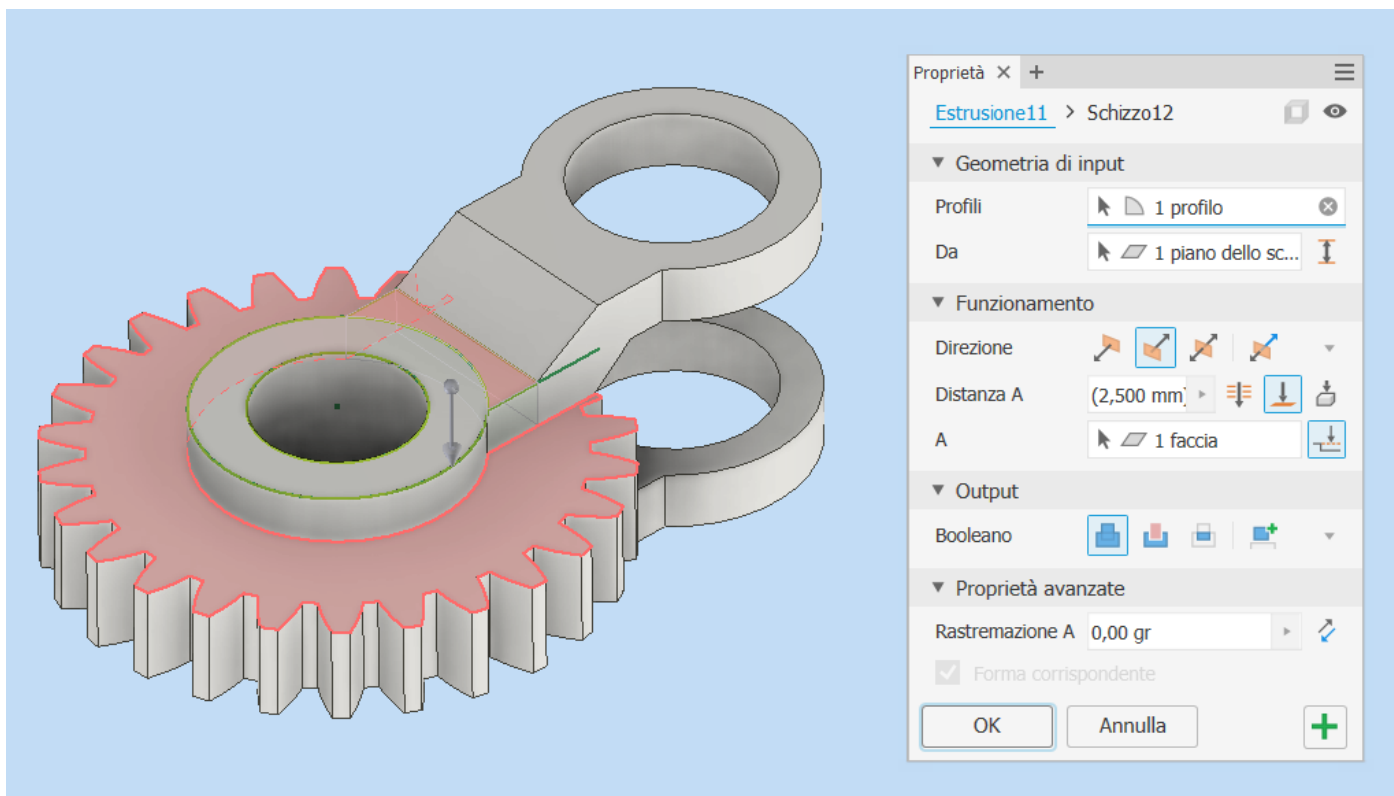 Proprietà
Estrusione11 > Schizzo12
Geometria di input
Profili 1 profilo
Da 1 piano dello sc...
Funzionamento
Direzione
Distanza A (2,500 mm)
A 1 faccia
Output
Booleano
Proprietà avanzate
Rastremazione A 0,00 gr
Forma corrispondente
OK Annulla